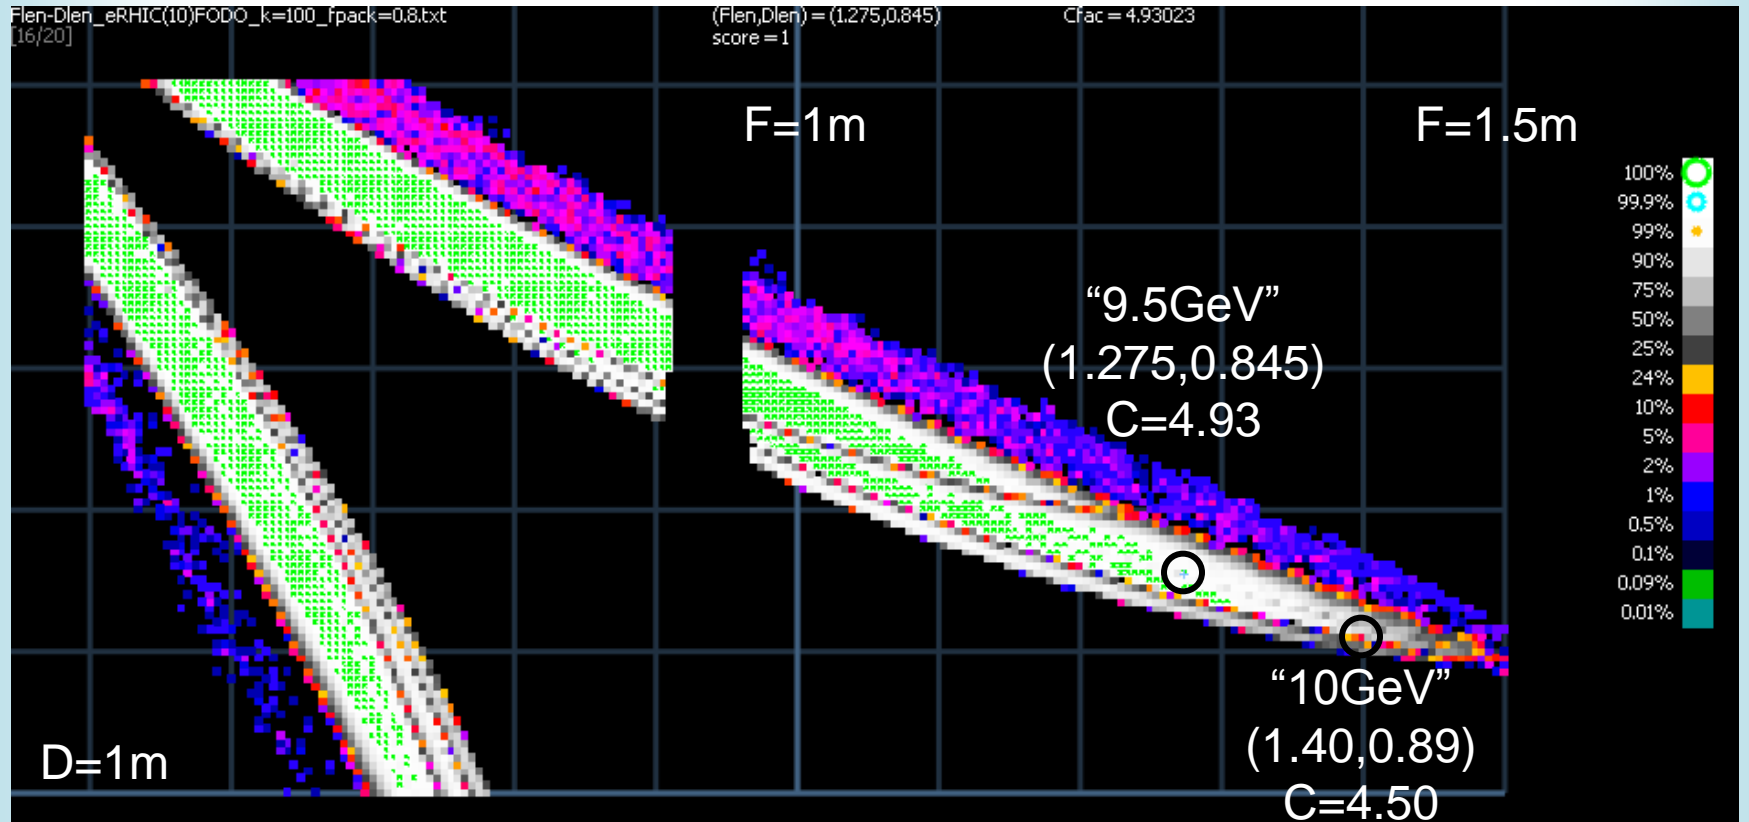 Flen-Dlen_eRHIC(10)FODO_k=100_fpack=0.8.txt
(Flen,Dlen) = (1.275,0.845)
Cfac = 4.93023
[16/20]
score = 1
F=1m
F=1.5m
100%
99.9%
99%
90%
75%
50%
25%
24%
10%
5%
2%
1%
0.5%
0.1%
0.09%
0.01%
“9.5GeV”
(1.275,0.845)
C=4.93
“10GeV”
(1.40,0.89)
C=4.50
D=1m